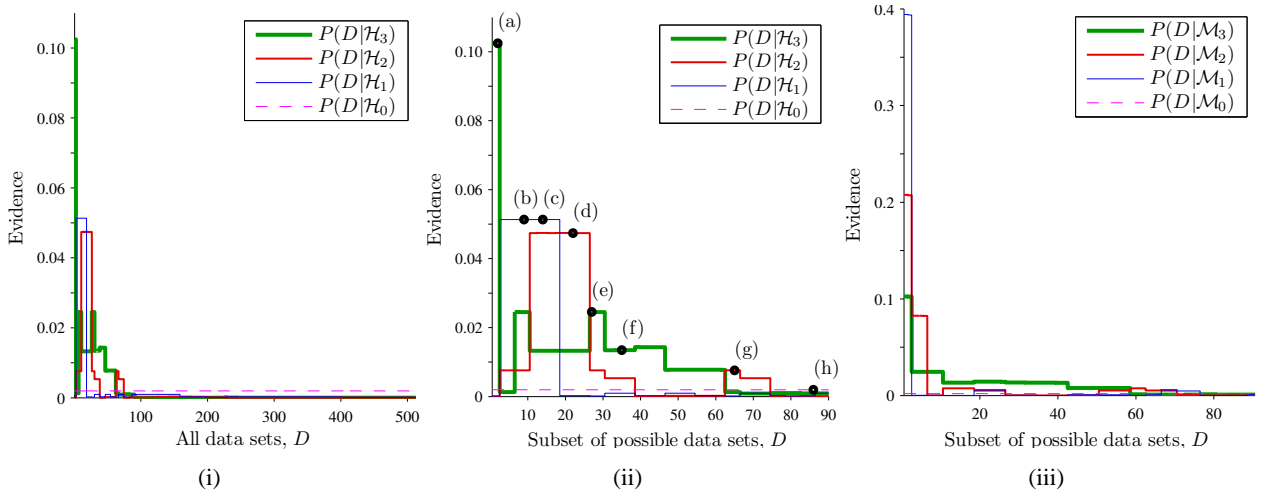 P(D|H₃)
P(D|H₂)
P(D|H₁)
P(D|H₀)
0.10
0.08
0.06
0.04
0.02
0
100
200
300
400
500
Evidence
All data sets, D
(i)
P(D|H₃)
P(D|H₂)
P(D|H₁)
P(D|H₀)
(a)
(b)
(c)
(d)
(e)
(f)
(g)
(h)
0.10
0.08
0.06
0.04
0.02
0
10
20
30
40
50
60
70
80
90
Evidence
Subset of possible data sets, D
(ii)
P(D|M₃)
P(D|M₂)
P(D|M₁)
P(D|M₀)
0.4
0.3
0.2
0.1
0
20
40
60
80
Evidence
Subset of possible data sets, D
(iii)